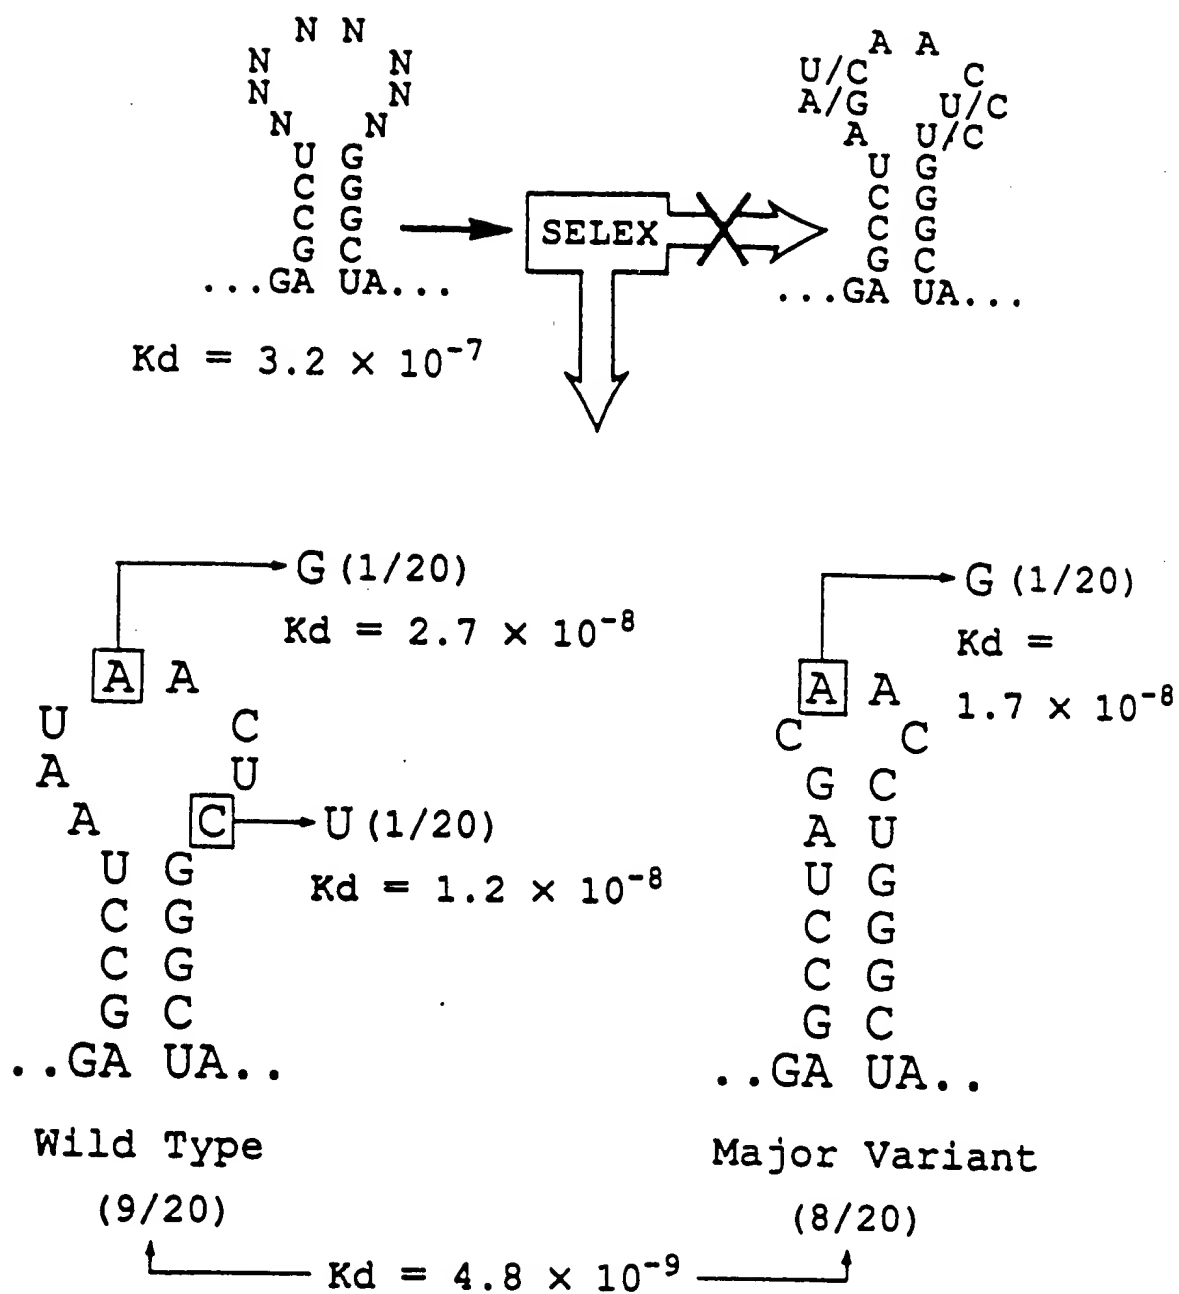 N N
N N
N N
N N
U G
C G
C G
G C
...GA UA...
Kd = 3.2 × 10⁻⁷
SELEX
A A
U/C C
A/G U/C
A U/C
U G
C G
C G
G C
...GA UA...
G (1/20)
Kd = 2.7 × 10⁻⁸
A A
U C
A U
A C
U (1/20)
Kd = 1.2 × 10⁻⁸
U G
C G
C G
G C
..GA UA..
Wild Type
(9/20)
G (1/20)
Kd =
1.7 × 10⁻⁸
A A
C C
G C
A U
U G
C G
C G
G C
..GA UA..
Major Variant
(8/20)
Kd = 4.8 × 10⁻⁹